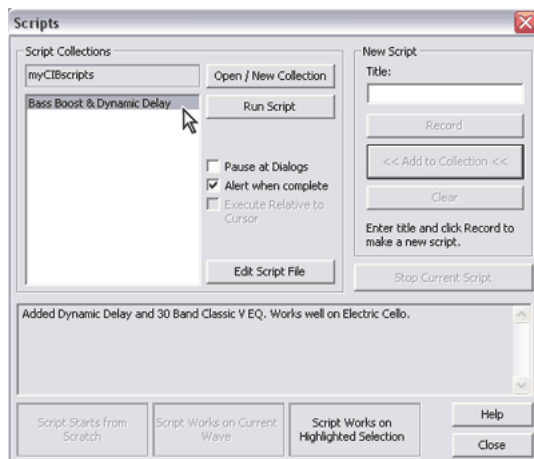 Scripts
Script Collections
myCIBscripts
Open / New Collection
Bass Boost & Dynamic Delay
Run Script
Pause at Dialogs
Alert when complete
Execute Relative to
Cursor
Edit Script File
New Script
Title:
Record
<< Add to Collection <<
Clear
Enter title and click Record to
make a new script.
Stop Current Script
Added Dynamic Delay and 30 Band Classic V EQ. Works well on Electric Cello.
Script Starts from
Scratch
Script Works on Current
Wave
Script Works on
Highlighted Selection
Help
Close